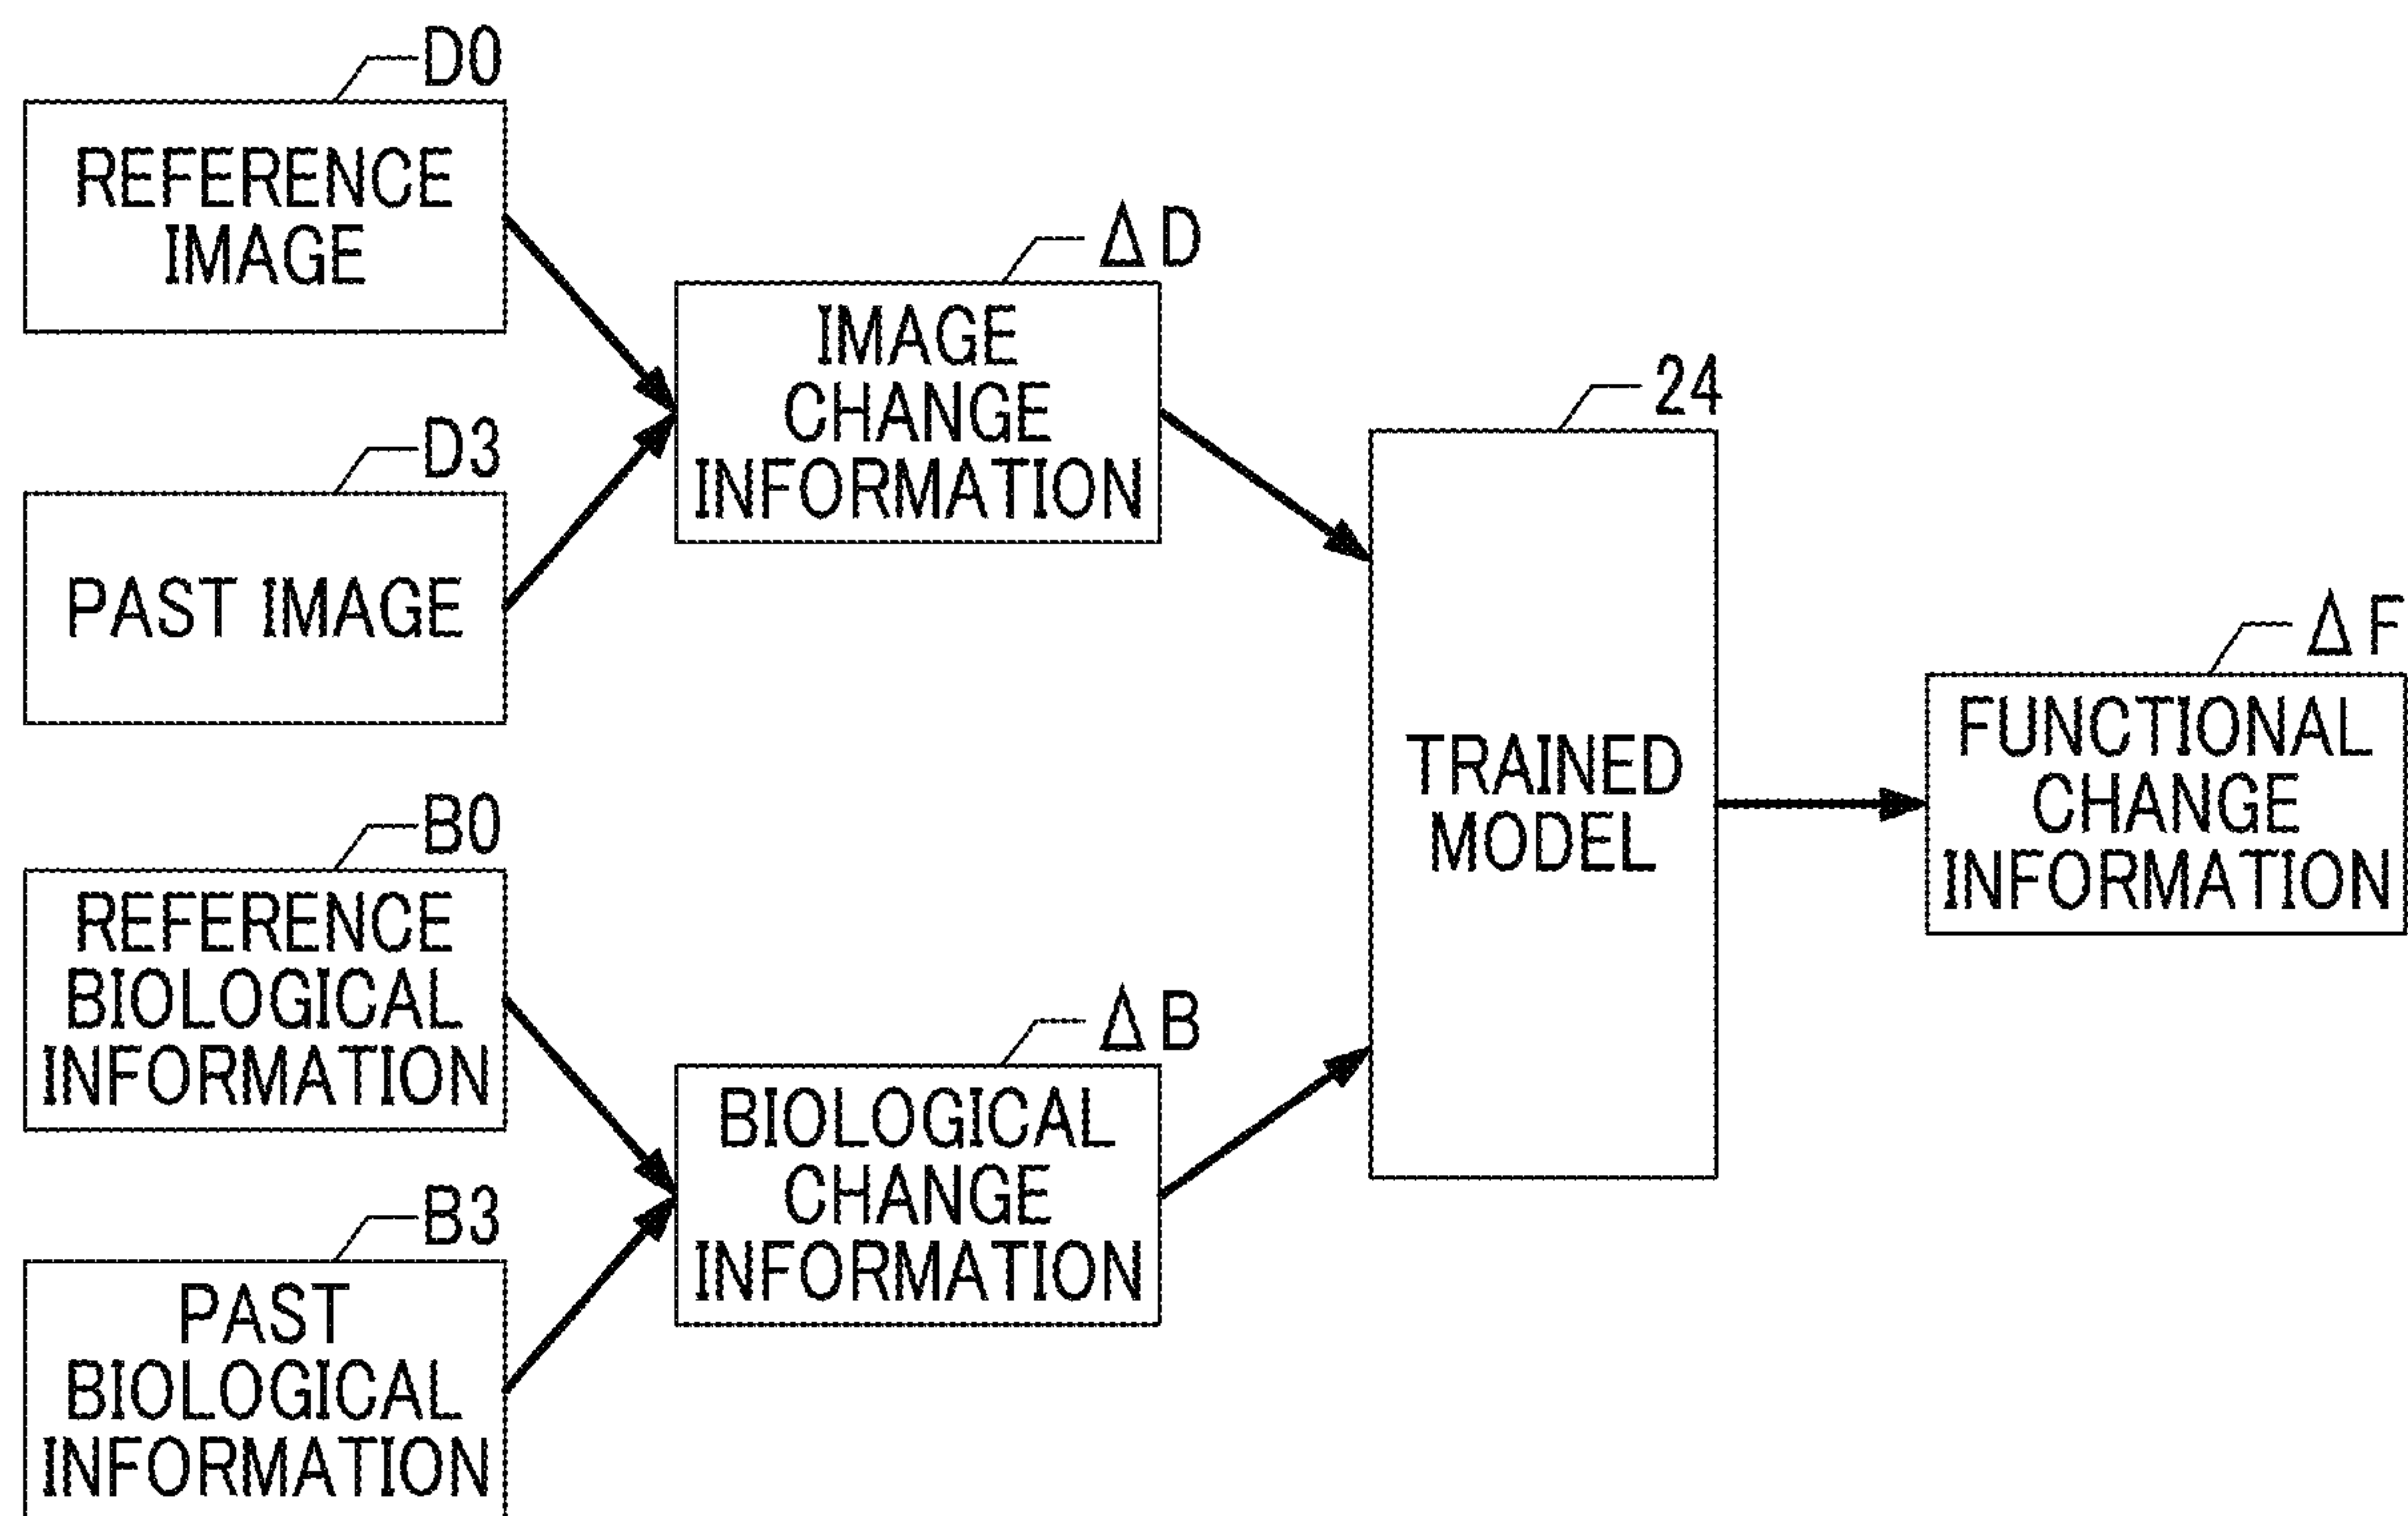 D0
REFERENCE
IMAGE
D3
PAST IMAGE
B0
REFERENCE
BIOLOGICAL
INFORMATION
B3
PAST
BIOLOGICAL
INFORMATION
ΔD
IMAGE
CHANGE
INFORMATION
ΔB
BIOLOGICAL
CHANGE
INFORMATION
24
TRAINED
MODEL
ΔF
FUNCTIONAL
CHANGE
INFORMATION